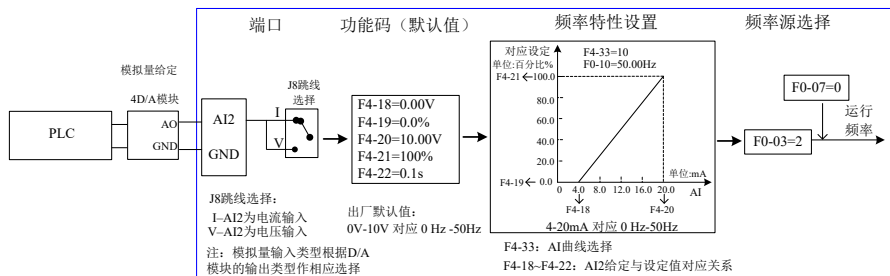 端口
功能码（默认值）
频率特性设置
频率源选择
模拟量给定
4D/A模块
PLC
AO
GND
AI2
GND
I
V
J8跳线
选择
F4-18=0.00V
F4-19=0.0%
F4-20=10.00V
F4-21=100%
F4-22=0.1s
对应设定
单位:百分比%
F4-33=10
F0-10=50.00Hz
F4-21
100.0
80.0
60.0
40.0
20.0
F4-19
0.0
0
4.0
8.0
12.0
16.0
20.0
单位:mA
AI
F4-18
F4-20
4-20mA 对应 0 Hz-50Hz
F0-07=0
F0-03=2
运行
频率
J8跳线选择：
I–AI2为电流输入
V–AI2为电压输入
注：模拟量输入类型根据D/A
模块的输出类型作相应选择
出厂默认值：
0V-10V 对应 0 Hz -50Hz
F4-33：AI曲线选择
F4-18~F4-22：AI2给定与设定值对应关系